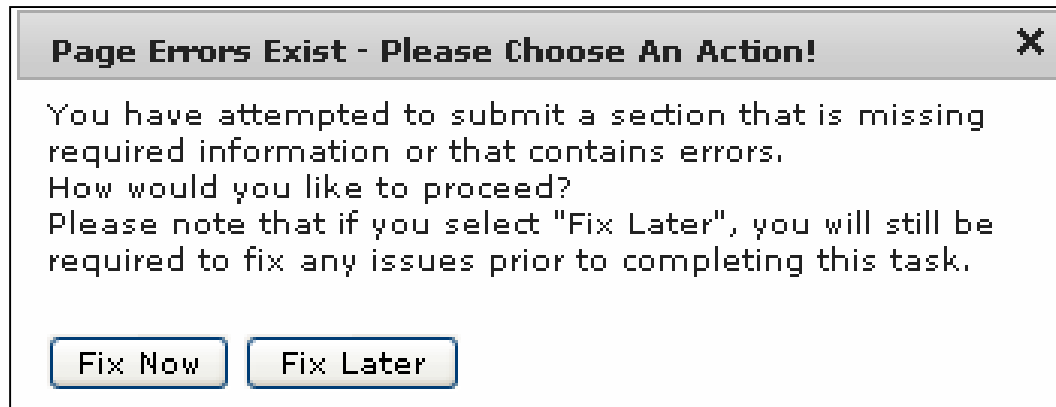 Page Errors Exist - Please Choose An Action!
You have attempted to submit a section that is missing
required information or that contains errors.
How would you like to proceed?
Please note that if you select "Fix Later", you will still be
required to fix any issues prior to completing this task.
Fix Now Fix Later